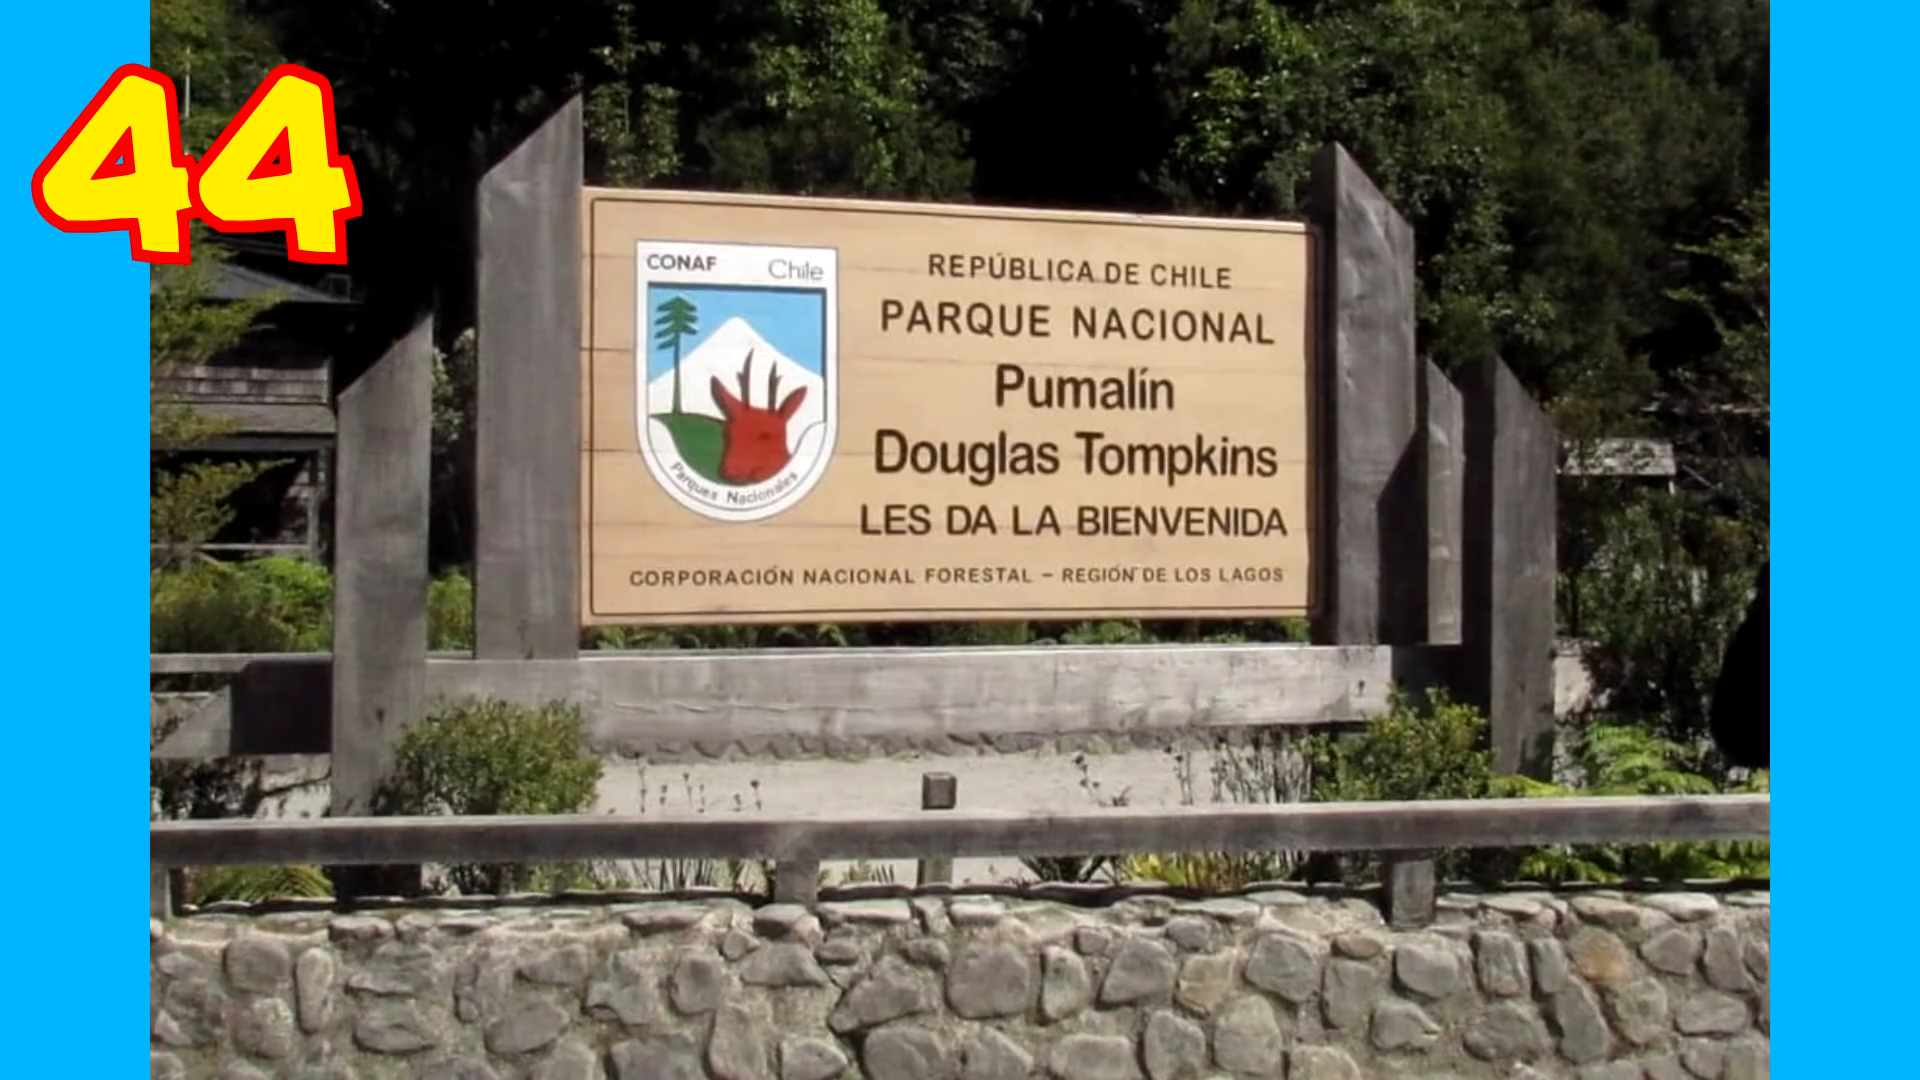 44
CONAF Chile
Parques Nacionales
REPÚBLICA DE CHILE
PARQUE NACIONAL
Pumalín
Douglas Tompkins
LES DA LA BIENVENIDA
CORPORACIÓN NACIONAL FORESTAL – REGIÓN DE LOS LAGOS